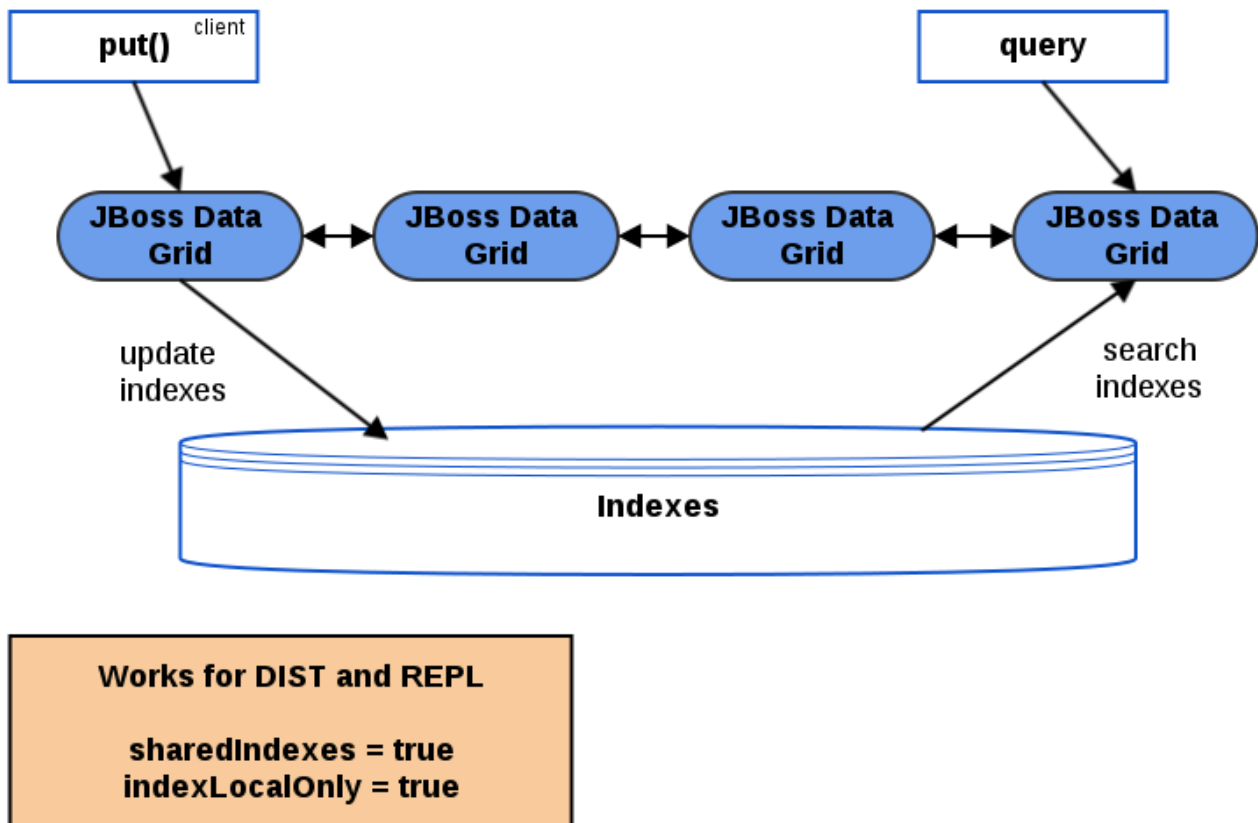 put()
client
query
JBoss Data
Grid
JBoss Data
Grid
JBoss Data
Grid
JBoss Data
Grid
update
indexes
search
indexes
Indexes
Works for DIST and REPL
sharedIndexes = true
indexLocalOnly = true